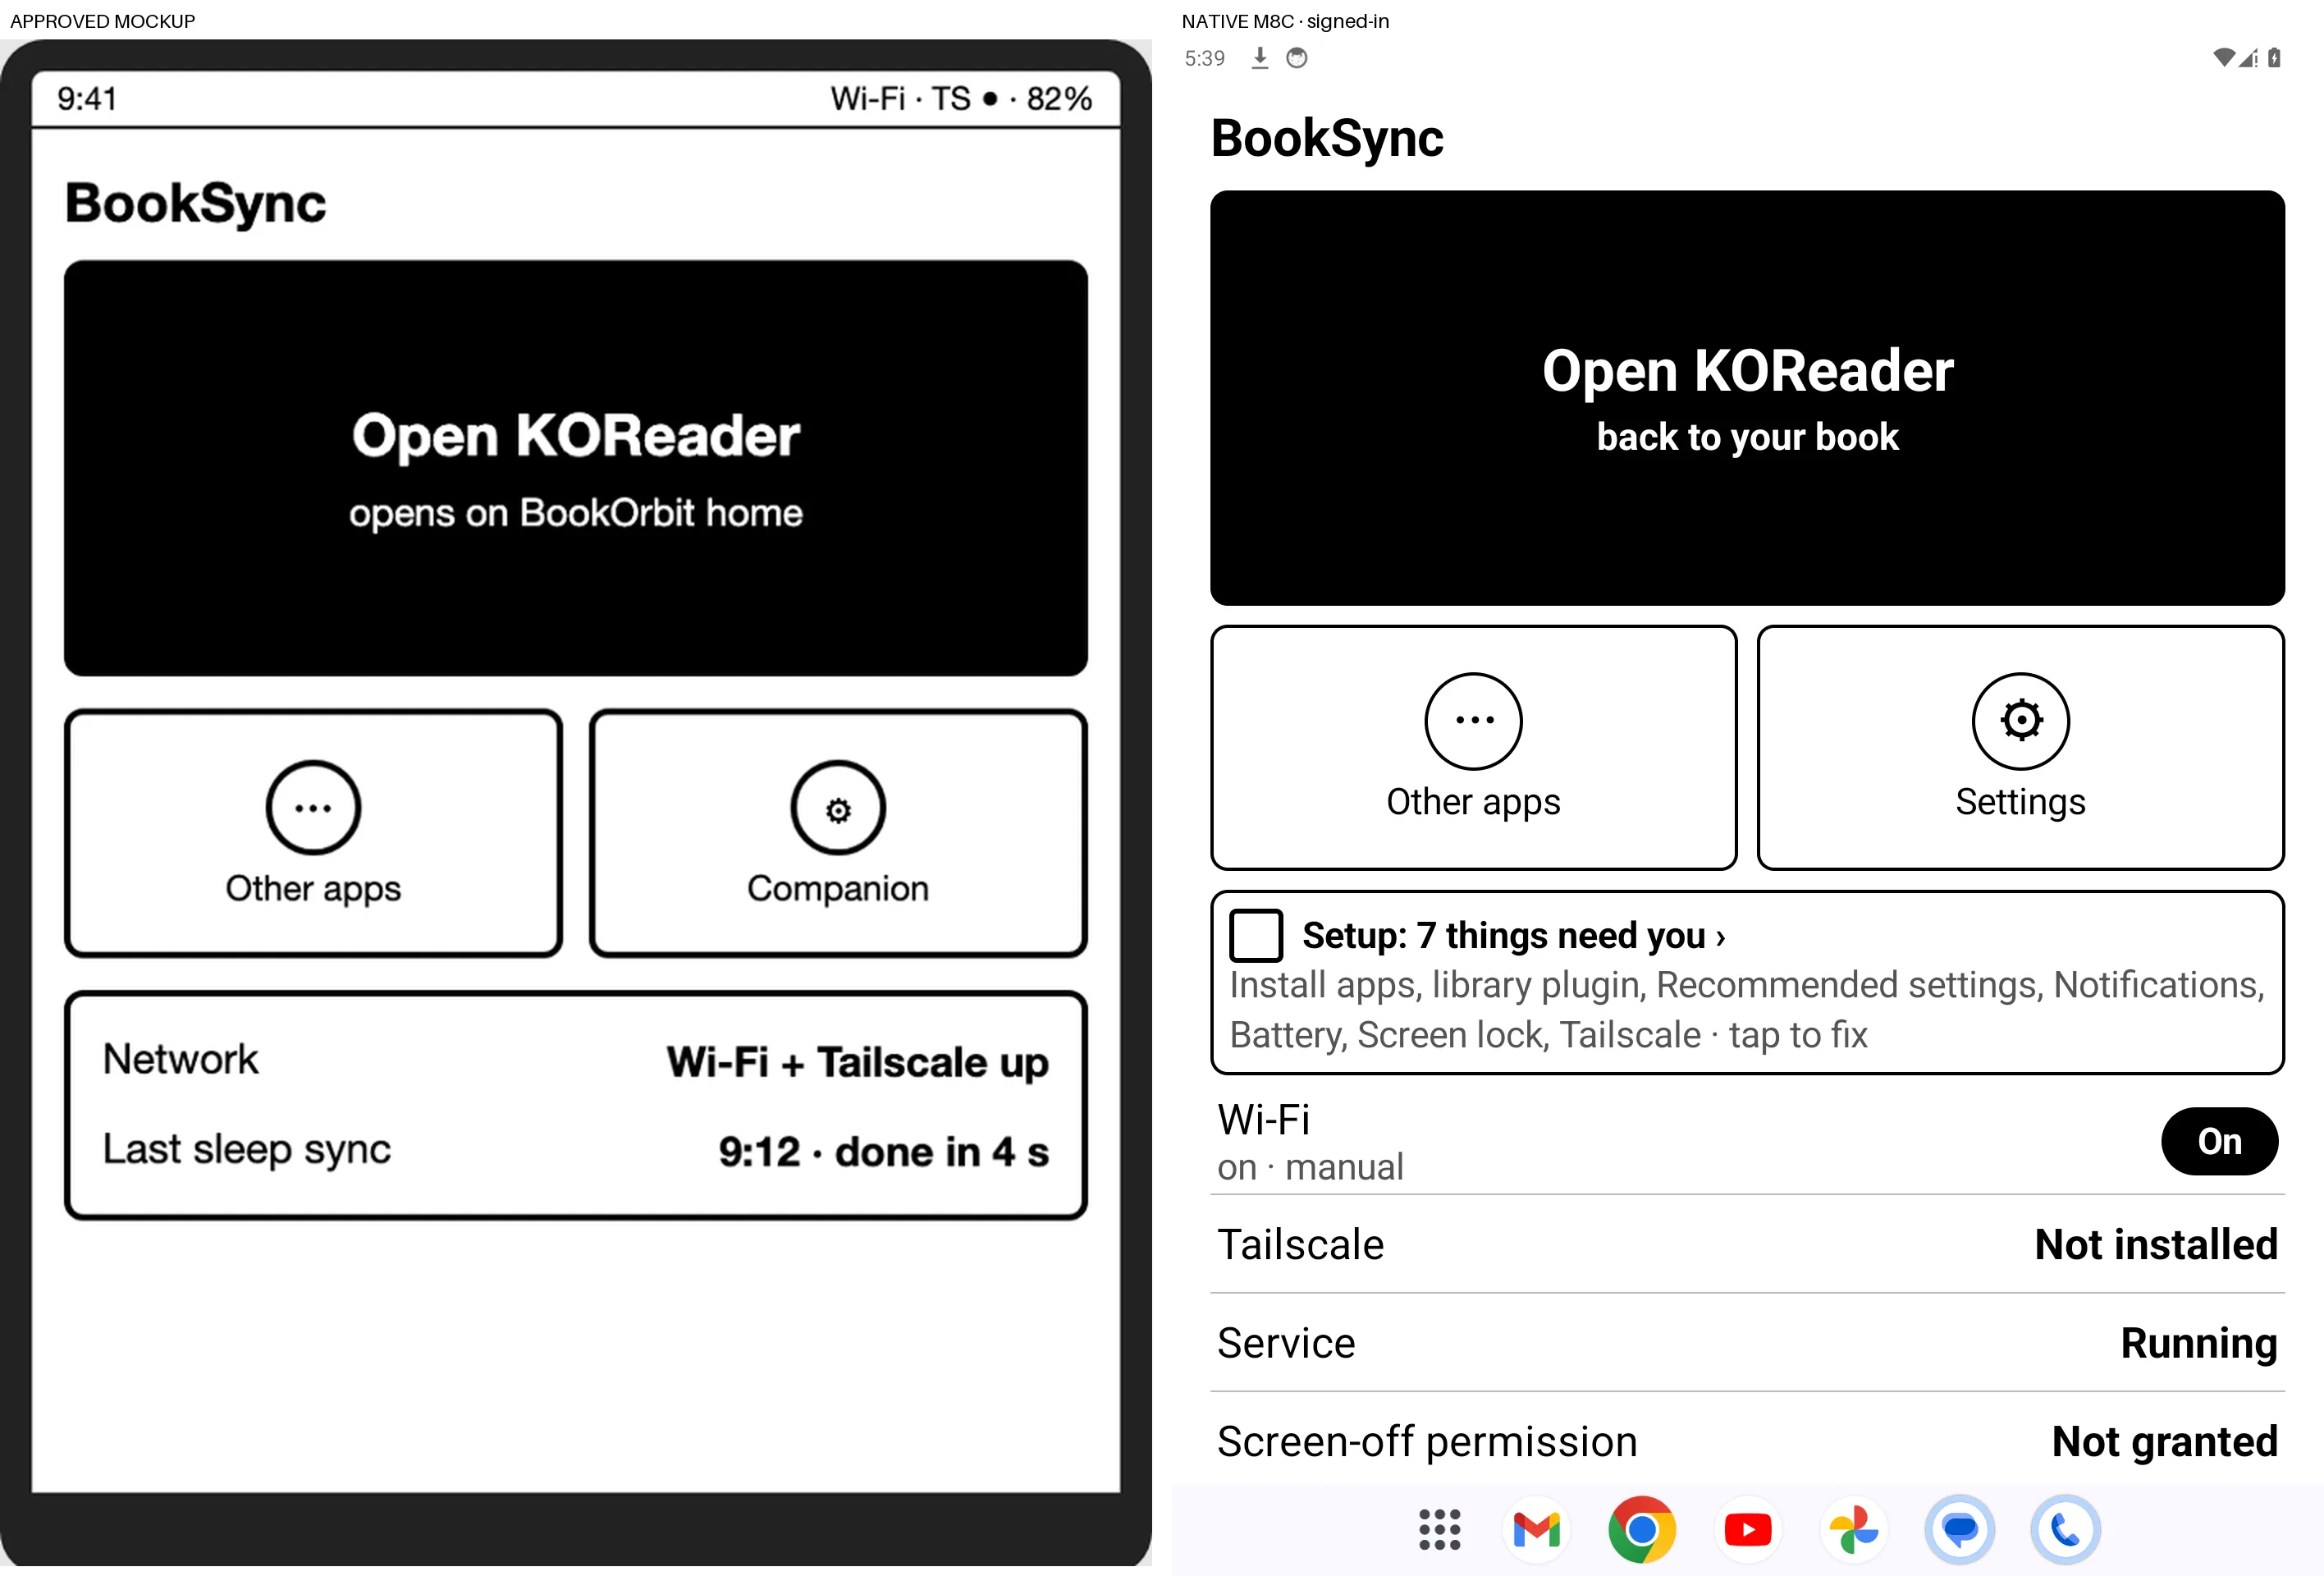 APPROVED MOCKUP
9:41
Wi-Fi · TS ● · 82%
BookSync
Open KOReader
opens on BookOrbit home
Other apps
Companion
Network
Wi-Fi + Tailscale up
Last sleep sync
9:12 · done in 4 s
NATIVE M8C · signed-in
5:39
BookSync
Open KOReader
back to your book
Other apps
Settings
Setup: 7 things need you ›
Install apps, library plugin, Recommended settings, Notifications,
Battery, Screen lock, Tailscale · tap to fix
Wi-Fi
on · manual
On
Tailscale
Not installed
Service
Running
Screen-off permission
Not granted